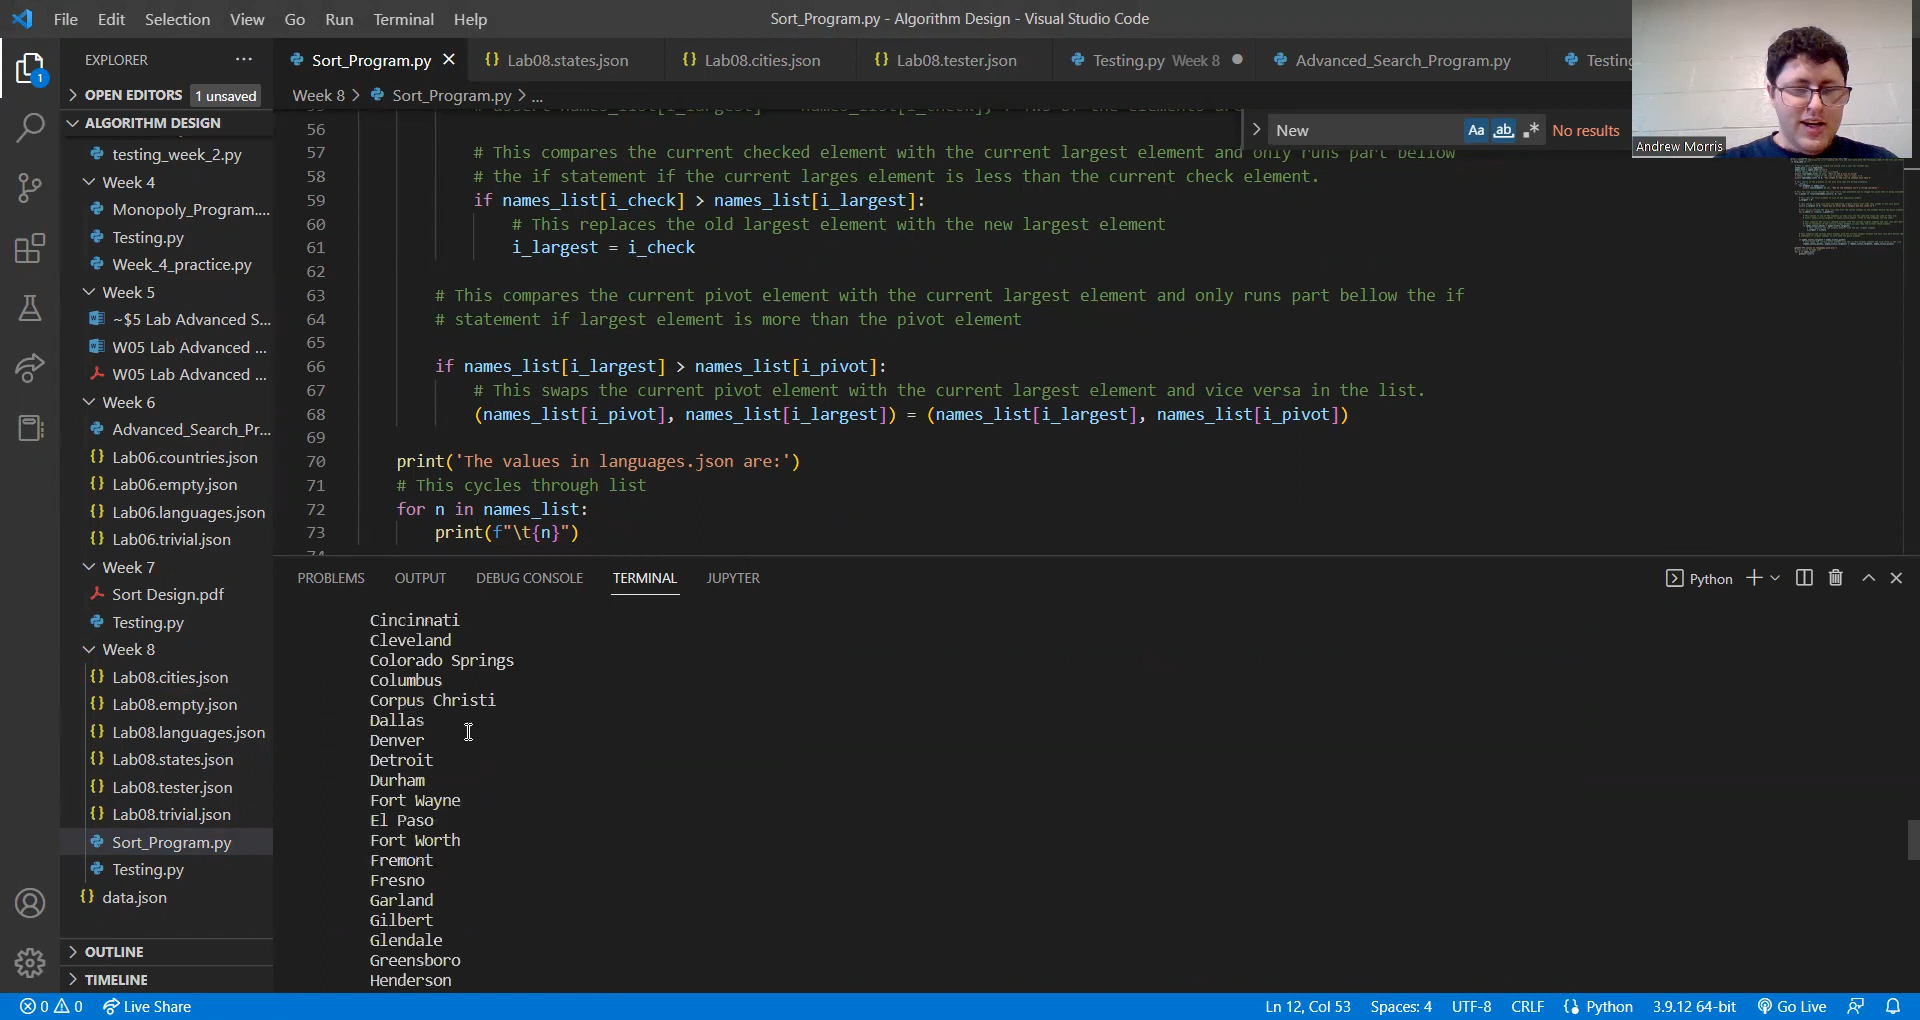 File Edit Selection View Go Run Terminal Help
Sort_Program.py - Algorithm Design - Visual Studio Code
EXPLORER ...
Sort_Program.py Lab08.states.json Lab08.cities.json Lab08.tester.json Testing.py Week 8 Advanced_Search_Program.py Testing
OPEN EDITORS 1 unsaved
Week 8 > Sort_Program.py > ...
New Aa ab .* No results
Andrew Morris
1
ALGORITHM DESIGN
testing_week_2.py
Week 4
Monopoly_Program....
Testing.py
Week_4_practice.py
Week 5
~$5 Lab Advanced S...
W05 Lab Advanced ...
W05 Lab Advanced ...
Week 6
Advanced_Search_Pr...
Lab06.countries.json
Lab06.empty.json
Lab06.languages.json
Lab06.trivial.json
Week 7
Sort Design.pdf
Testing.py
Week 8
Lab08.cities.json
Lab08.empty.json
Lab08.languages.json
Lab08.states.json
Lab08.tester.json
Lab08.trivial.json
Sort_Program.py
Testing.py
data.json
OUTLINE
TIMELINE
56
57 # This compares the current checked element with the current largest element and only runs part bellow
58 # the if statement if the current larges element is less than the current check element.
59 if names_list[i_check] > names_list[i_largest]:
60 # This replaces the old largest element with the new largest element
61 i_largest = i_check
62
63 # This compares the current pivot element with the current largest element and only runs part bellow the if
64 # statement if largest element is more than the pivot element
65
66 if names_list[i_largest] > names_list[i_pivot]:
67 # This swaps the current pivot element with the current largest element and vice versa in the list.
68 (names_list[i_pivot], names_list[i_largest]) = (names_list[i_largest], names_list[i_pivot])
69
70 print('The values in languages.json are:')
71 # This cycles through list
72 for n in names_list:
73 print(f"\t{n}")
PROBLEMS OUTPUT DEBUG CONSOLE TERMINAL JUPYTER
Python
Cincinnati
Cleveland
Colorado Springs
Columbus
Corpus Christi
Dallas
Denver
Detroit
Durham
Fort Wayne
El Paso
Fort Worth
Fremont
Fresno
Garland
Gilbert
Glendale
Greensboro
Henderson
0 0 Live Share
Ln 12, Col 53 Spaces: 4 UTF-8 CRLF Python 3.9.12 64-bit Go Live